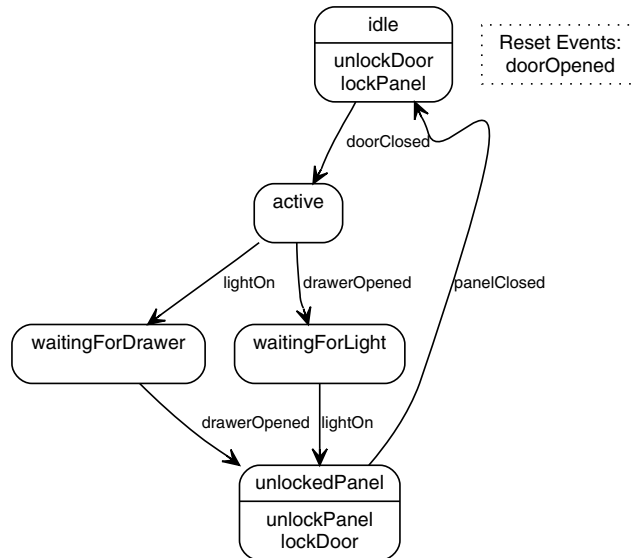 idle
unlockDoor
lockPanel
Reset Events:
doorOpened
doorClosed
active
lightOn
drawerOpened
panelClosed
waitingForDrawer
waitingForLight
drawerOpened
lightOn
unlockedPanel
unlockPanel
lockDoor